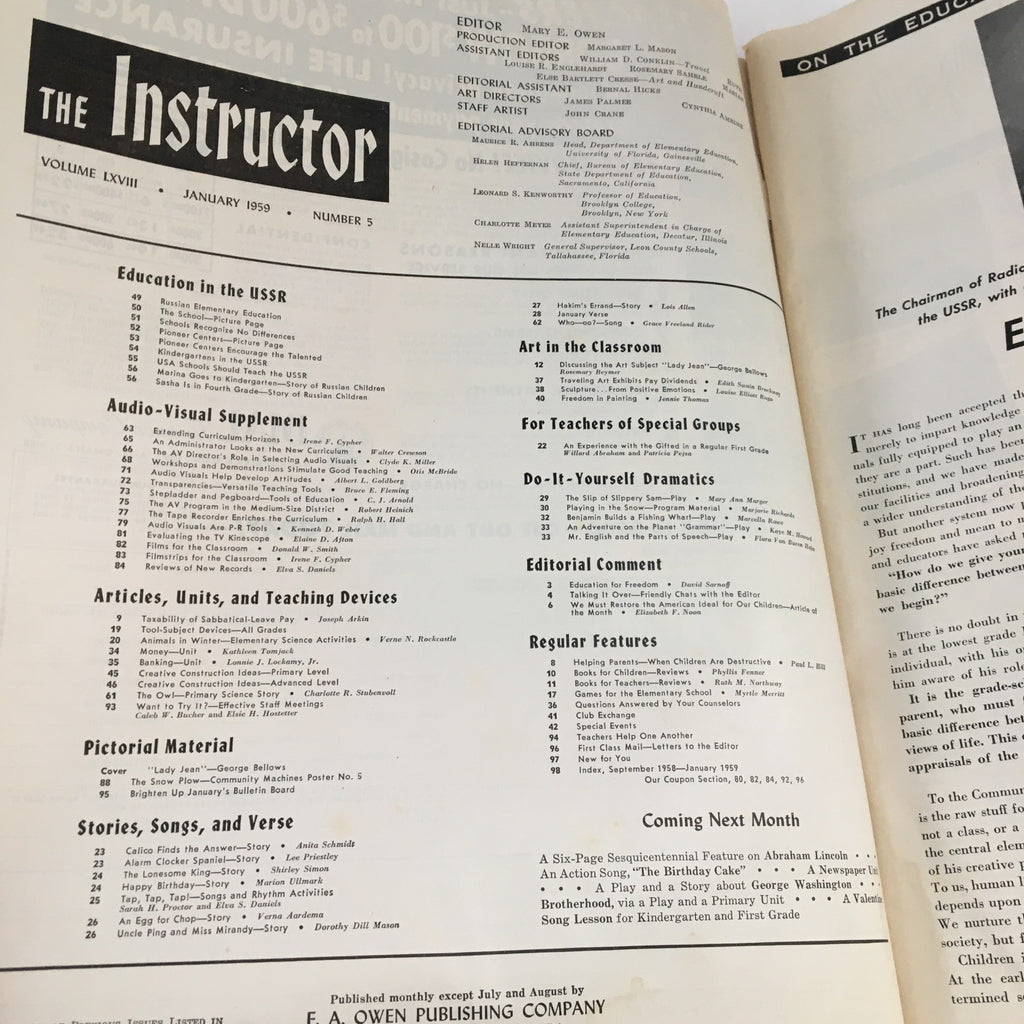 THE Instructor
VOLUME LXVIII • JANUARY 1959 • NUMBER 5
EDITOR MARY E. OWEN
PRODUCTION EDITOR MARGARET L. MASON
ASSISTANT EDITORS WILLIAM D. CONKLIN—Travel
LOUISE R. ENGLEHARDT ROSEMARY SAHRLE
ELSE BARTLETT CRESSE—Art and Handcraft
EDITORIAL ASSISTANT BERNAL HICKS
ART DIRECTORS JAMES PALMER CYNTHIA
STAFF ARTIST JOHN CRANE
EDITORIAL ADVISORY BOARD
MAURICE R. AHRENS Head, Department of Elementary Education,
University of Florida, Gainesville
HELEN HEFFERNAN Chief, Bureau of Elementary Education,
State Department of Education,
Sacramento, California
LEONARD S. KENWORTHY Professor of Education,
Brooklyn College,
Brooklyn, New York
CHARLOTTE MEYER Assistant Superintendent in Charge of
Elementary Education, Decatur, Illinois
NELLE WRIGHT General Supervisor, Leon County Schools,
Tallahassee, Florida
Education in the USSR
49 Russian Elementary Education
50 The School—Picture Page
51 Schools Recognize No Differences
52 Pioneer Centers—Picture Page
53 Pioneer Centers Encourage the Talented
54 Kindergartens in the USSR
55 USA Schools Should Teach the USSR
56 Marina Goes to Kindergarten—Story of Russian Children
56 Sasha Is in Fourth Grade—Story of Russian Children
Audio-Visual Supplement
63 Extending Curriculum Horizons • Irene F. Cypher
65 An Administrator Looks at the New Curriculum • Walter Crewson
66 The AV Director's Role in Selecting Audio Visuals • Clyde K. Miller
68 Workshops and Demonstrations Stimulate Good Teaching • Otis McBride
71 Audio Visuals Help Develop Attitudes • Albert L. Goldberg
72 Transparencies—Versatile Teaching Tools • Bruce E. Fleming
73 Stepladder and Pegboard—Tools of Education • C. J. Arnold
75 The AV Program in the Medium-Size District • Robert Heinich
77 The Tape Recorder Enriches the Curriculum • Ralph H. Hall
79 Audio Visuals Are P-R Tools • Kenneth D. Weber
81 Evaluating the TV Kinescope • Elaine D. Afton
82 Films for the Classroom • Donald W. Smith
83 Filmstrips for the Classroom • Irene F. Cypher
84 Reviews of New Records • Elva S. Daniels
Articles, Units, and Teaching Devices
9 Taxability of Sabbatical-Leave Pay • Joseph Arkin
19 Tool-Subject Devices—All Grades
20 Animals in Winter—Elementary Science Activities • Verne N. Rockcastle
34 Money—Unit • Kathleen Tomjack
35 Banking—Unit • Lonnie J. Lockamy, Jr.
45 Creative Construction Ideas—Primary Level
46 Creative Construction Ideas—Advanced Level
61 The Owl—Primary Science Story • Charlotte R. Stubenvoll
93 Want to Try It?—Effective Staff Meetings
Caleb W. Bucher and Elsie H. Hostetter
Pictorial Material
Cover "Lady Jean"—George Bellows
88 The Snow Plow—Community Machines Poster No. 5
95 Brighten Up January's Bulletin Board
Stories, Songs, and Verse
23 Calico Finds the Answer—Story • Anita Schmidt
23 Alarm Clocker Spaniel—Story • Lee Priestley
24 The Lonesome King—Story • Shirley Simon
24 Happy Birthday—Story • Marion Ullmark
25 Tap, Tap, Tap!—Songs and Rhythm Activities
Sarah H. Proctor and Elva S. Daniels
26 An Egg for Chop—Story • Verna Aardema
26 Uncle Ping and Miss Mirandy—Story • Dorothy Dill Mason
27 Hakim's Errand—Story • Lois Allen
28 January Verse
62 Who—oo?—Song • Grace Vreeland Rider
Art in the Classroom
12 Discussing the Art Subject "Lady Jean"—George Bellows
Rosemary Beymer
37 Traveling Art Exhibits Pay Dividends • Edith Swain
38 Sculpture...From Positive Emotions • Louise Elliott
40 Freedom in Painting • Jennie Thomas
For Teachers of Special Groups
22 An Experience with the Gifted in a Regular First Grade
Willard Abraham and Patricia Pejsa
Do-It-Yourself Dramatics
29 The Slip of Slippery Sam—Play • Mary Ann Marger
30 Playing in the Snow—Program Material • Marjorie Richards
32 Benjamin Builds a Fishing Wharf—Play • Marcella Rawe
33 An Adventure on the Planet "Grammar"—Play • Kaye M.
33 Mr. English and the Parts of Speech—Play • Flora Van Buren
Editorial Comment
3 Education for Freedom • David Sarnoff
4 Talking It Over—Friendly Chats with the Editor
6 We Must Restore the American Ideal for Our Children—Article of
the Month • Elizabeth F. Noon
Regular Features
8 Helping Parents—When Children Are Destructive • Paul L. Hill
10 Books for Children—Reviews • Phyllis Fenner
11 Books for Teachers—Reviews • Ruth M. Northway
17 Games for the Elementary School • Myrtle Merritt
36 Questions Answered by Your Counselors
41 Club Exchange
42 Special Events
94 Teachers Help One Another
96 First Class Mail—Letters to the Editor
97 New for You
98 Index, September 1958—January 1959
Our Coupon Section, 80, 82, 84, 92, 96
Coming Next Month
A Six-Page Sesquicentennial Feature on Abraham Lincoln • •
An Action Song, "The Birthday Cake" • • • A Newspaper
• • • A Play and a Story about George Washington • •
Brotherhood, via a Play and a Primary Unit • • • A
Song Lesson for Kindergarten and First Grade
Published monthly except July and August by
F. A. OWEN PUBLISHING COMPANY
PREVIOUS ISSUES LISTED IN
ON THE
The Chairman of Radio
the USSR, with
E
IT HAS long been accepted
merely to impart knowledge
uals fully equipped to play an
they are a part. Such has been
stitutions, and we have made
our facilities and broadening
a wider understanding of the
But another system now
joy freedom and mean to
and educators have asked
"How do we give your
basic difference between
we begin?"
There is no doubt in
is at the lowest grade
individual, with his
him aware of his role
It is the
parent, who must
basic difference
views of life. This
appraisals of the
To the
is the raw stuff
not a class, or a
the central
of his creative
To us, human
depends upon
We nurture
society, but
Children
At the
termined